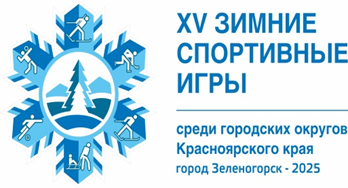 XV ЗИМНИЕ
СПОРТИВНЫЕ
ИГРЫ
среди городских округов
Красноярского края
город Зеленогорск - 2025